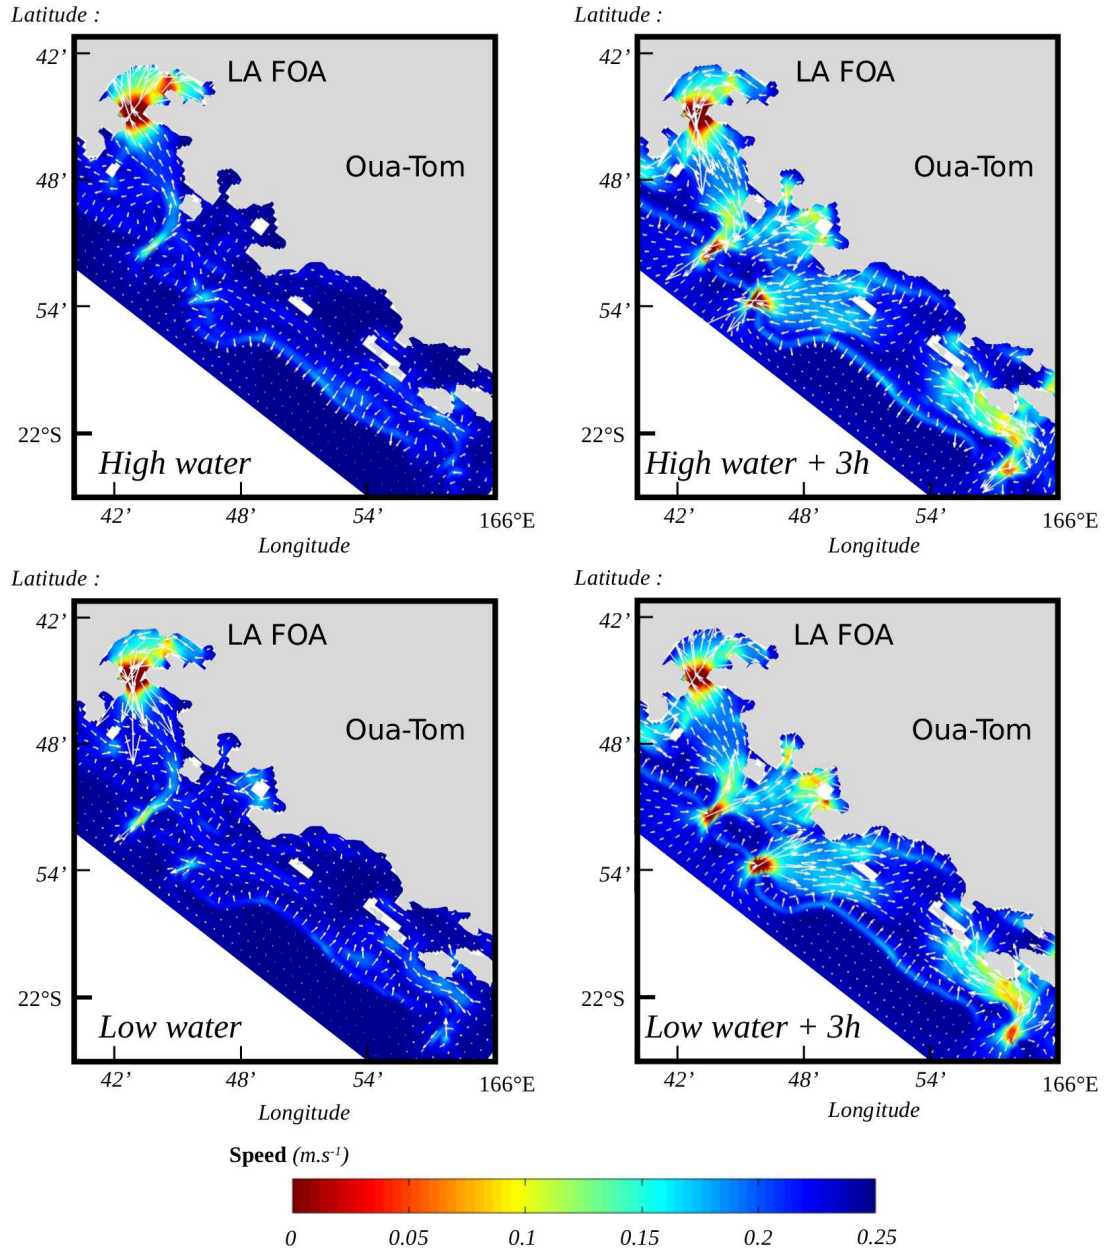 Latitude :
Latitude :
42’
LA FOA
Oua-Tom
48’
54’
22°S
High water
42’
48’
54’
166°E
Longitude
42’
LA FOA
Oua-Tom
48’
54’
22°S
High water + 3h
42’
48’
54’
166°E
Longitude
Latitude :
Latitude :
42’
LA FOA
Oua-Tom
48’
54’
22°S
Low water
42’
48’
54’
166°E
Longitude
42’
LA FOA
Oua-Tom
48’
54’
22°S
Low water + 3h
42’
48’
54’
166°E
Longitude
Speed (m.s⁻¹)
0 0.05 0.1 0.15 0.2 0.25